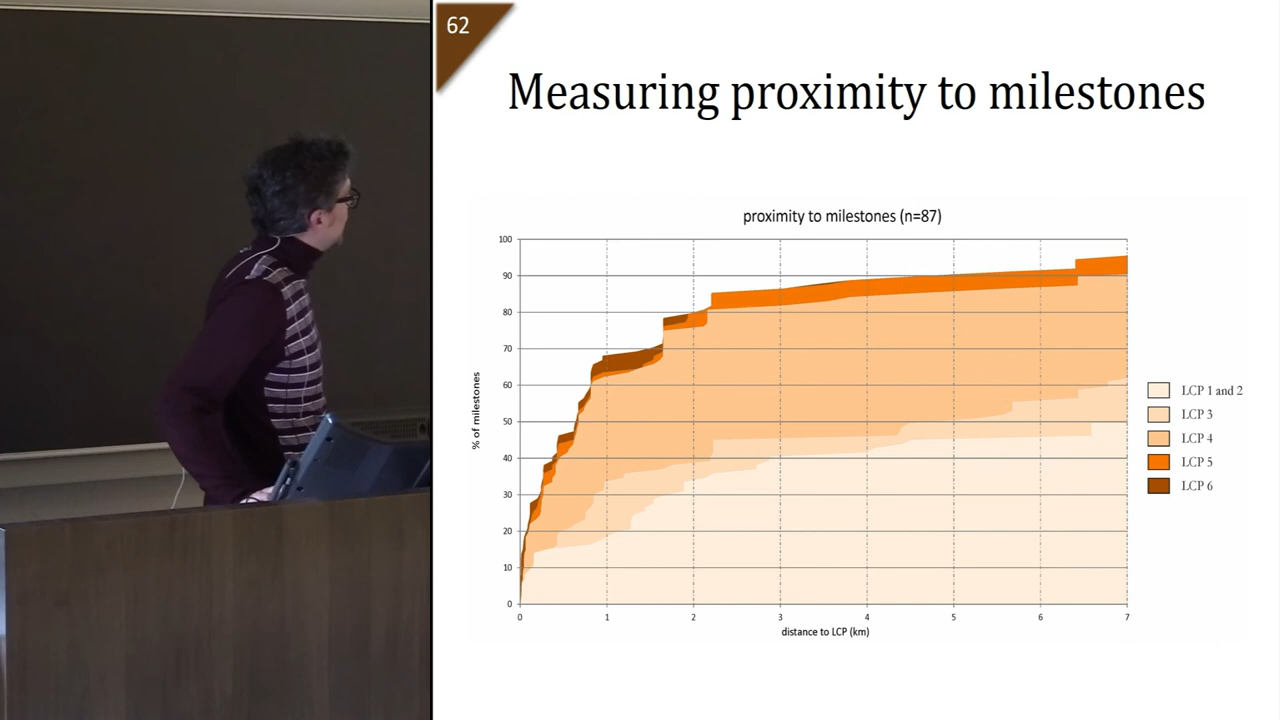 62
Measuring proximity to milestones
proximity to milestones (n=87)
% of milestones
100
90
80
70
60
50
40
30
20
10
0
0 1 2 3 4 5 6 7
distance to LCP (km)
LCP 1 and 2
LCP 3
LCP 4
LCP 5
LCP 6